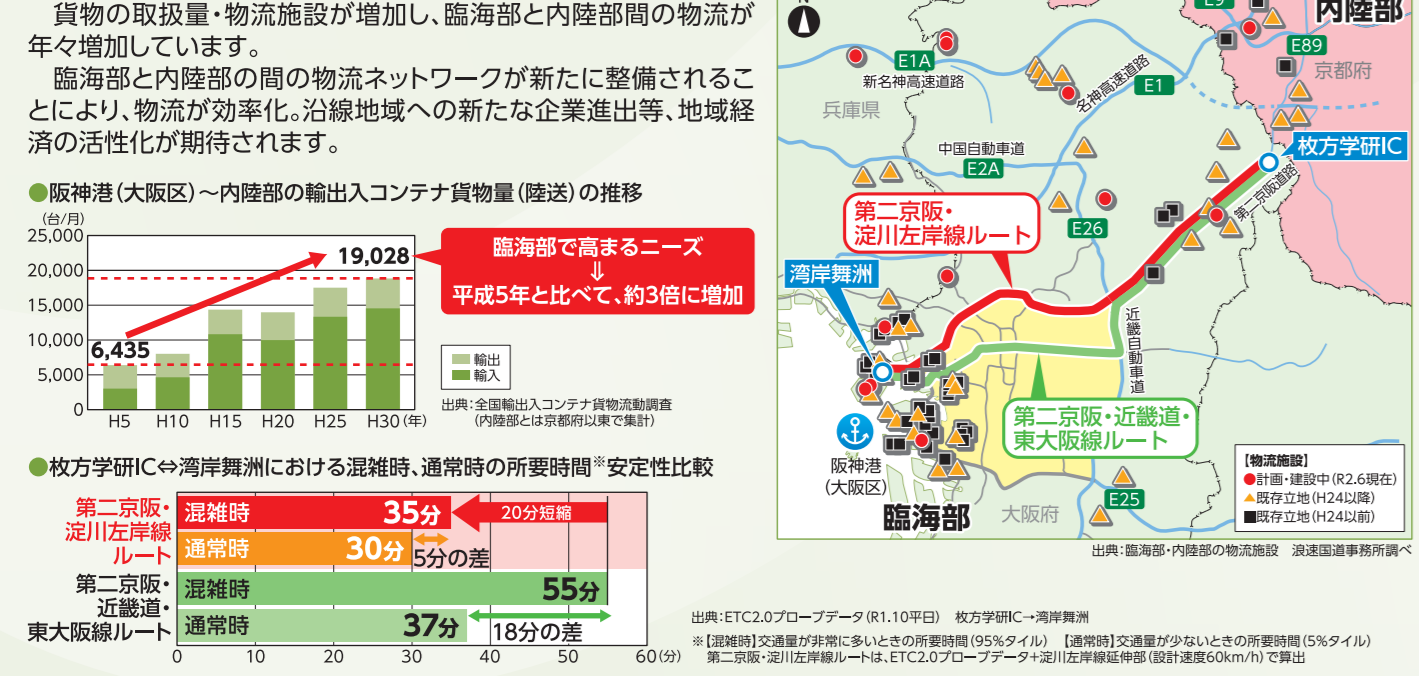 貨物の取扱量・物流施設が増加し、臨海部と内陸部間の物流が
年々増加しています。
臨海部と内陸部の間の物流ネットワークが新たに整備されるこ
とにより、物流が効率化。沿線地域への新たな企業進出等、地域経
済の活性化が期待されます。
●阪神港(大阪区)～内陸部の輸出入コンテナ貨物量(陸送)の推移
(台/月)
25,000
20,000
15,000
10,000
5,000
0
6,435
19,028
H5 H10 H15 H20 H25 H30(年)
臨海部で高まるニーズ
⇓
平成5年と比べて、約3倍に増加
輸出
輸入
出典：全国輸出入コンテナ貨物流動調査
(内陸部とは京都府以東で集計)
●枚方学研IC⇔湾岸舞洲における混雑時、通常時の所要時間※安定性比較
第二京阪・
淀川左岸線
ルート
混雑時 35分 20分短縮
通常時 30分 5分の差
第二京阪・
近畿道・
東大阪線ルート
混雑時 55分
通常時 37分 18分の差
0 10 20 30 40 50 60(分)
N
E9
内陸部
E89
京都府
E1A
新名神高速道路
名神高速道路
E1
兵庫県
中国自動車道
E2A
枚方学研IC
第二京阪道路
第二京阪・
淀川左岸線ルート
E26
湾岸舞洲
近畿自動車道
第二京阪・近畿道・
東大阪線ルート
阪神港
(大阪区)
臨海部
大阪府
E25
【物流施設】
●計画・建設中(R2.6現在)
▲既存立地(H24以降)
■既存立地(H24以前)
出典：臨海部・内陸部の物流施設　浪速国道事務所調べ
出典：ETC2.0プローブデータ(R1.10平日)　枚方学研IC→湾岸舞洲
※【混雑時】交通量が非常に多いときの所要時間(95%タイル)　【通常時】交通量が少ないときの所要時間(5%タイル)
第二京阪・淀川左岸線ルートは、ETC2.0プローブデータ+淀川左岸線延伸部(設計速度60km/h)で算出